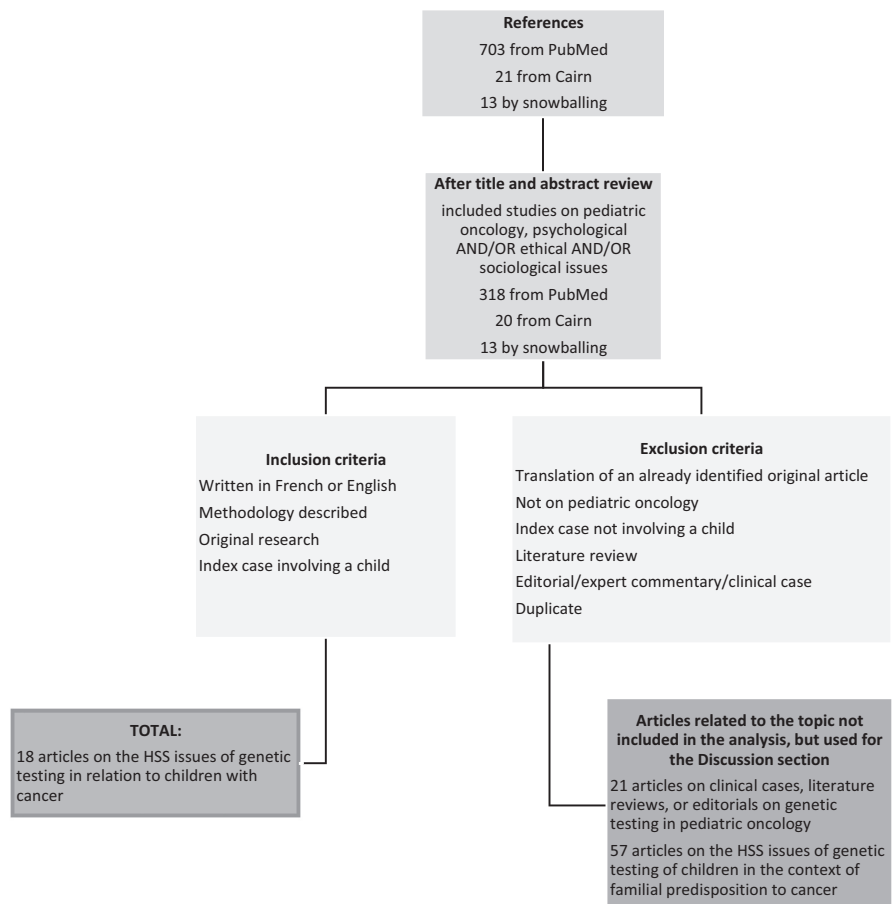 References
703 from PubMed
21 from Cairn
13 by snowballing
After title and abstract review
included studies on pediatric
oncology, psychological
AND/OR ethical AND/OR
sociological issues
318 from PubMed
20 from Cairn
13 by snowballing
Inclusion criteria
Written in French or English
Methodology described
Original research
Index case involving a child
Exclusion criteria
Translation of an already identified original article
Not on pediatric oncology
Index case not involving a child
Literature review
Editorial/expert commentary/clinical case
Duplicate
TOTAL:
18 articles on the HSS issues of genetic
testing in relation to children with
cancer
Articles related to the topic not
included in the analysis, but used for
the Discussion section
21 articles on clinical cases, literature
reviews, or editorials on genetic
testing in pediatric oncology
57 articles on the HSS issues of genetic
testing of children in the context of
familial predisposition to cancer